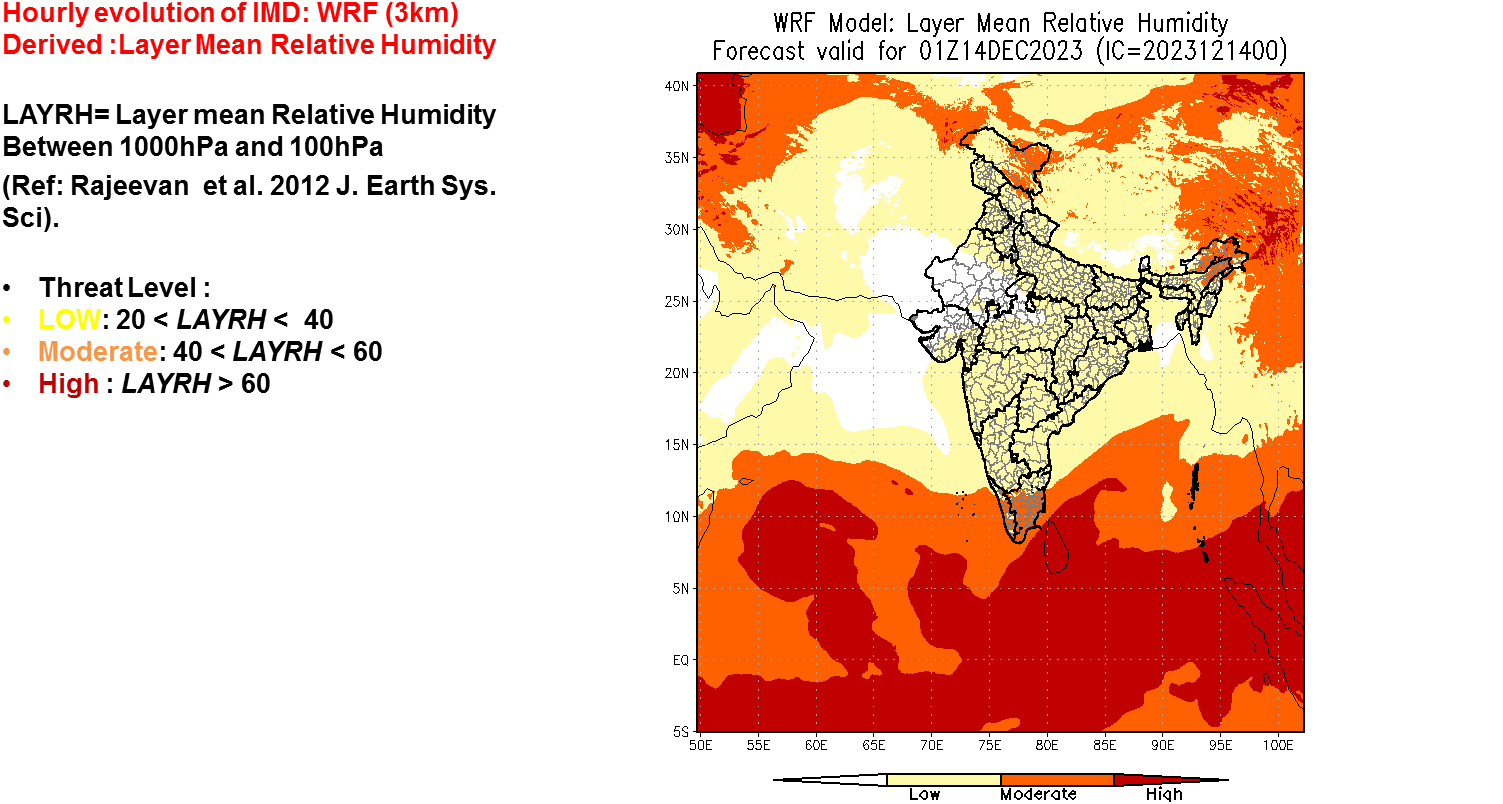 Hourly evolution of IMD: WRF (3km)
Derived :Layer Mean Relative Humidity
LAYRH= Layer mean Relative Humidity
Between 1000hPa and 100hPa
(Ref: Rajeevan et al. 2012 J. Earth Sys.
Sci).
• Threat Level :
• LOW: 20 < LAYRH < 40
• Moderate: 40 < LAYRH < 60
• High : LAYRH > 60
WRF Model: Layer Mean Relative Humidity
Forecast valid for 01Z14DEC2023 (IC=2023121400)
40N
35N
30N
25N
20N
15N
10N
5N
EQ
5S
50E 55E 60E 65E 70E 75E 80E 85E 90E 95E 100E
Low Moderate High